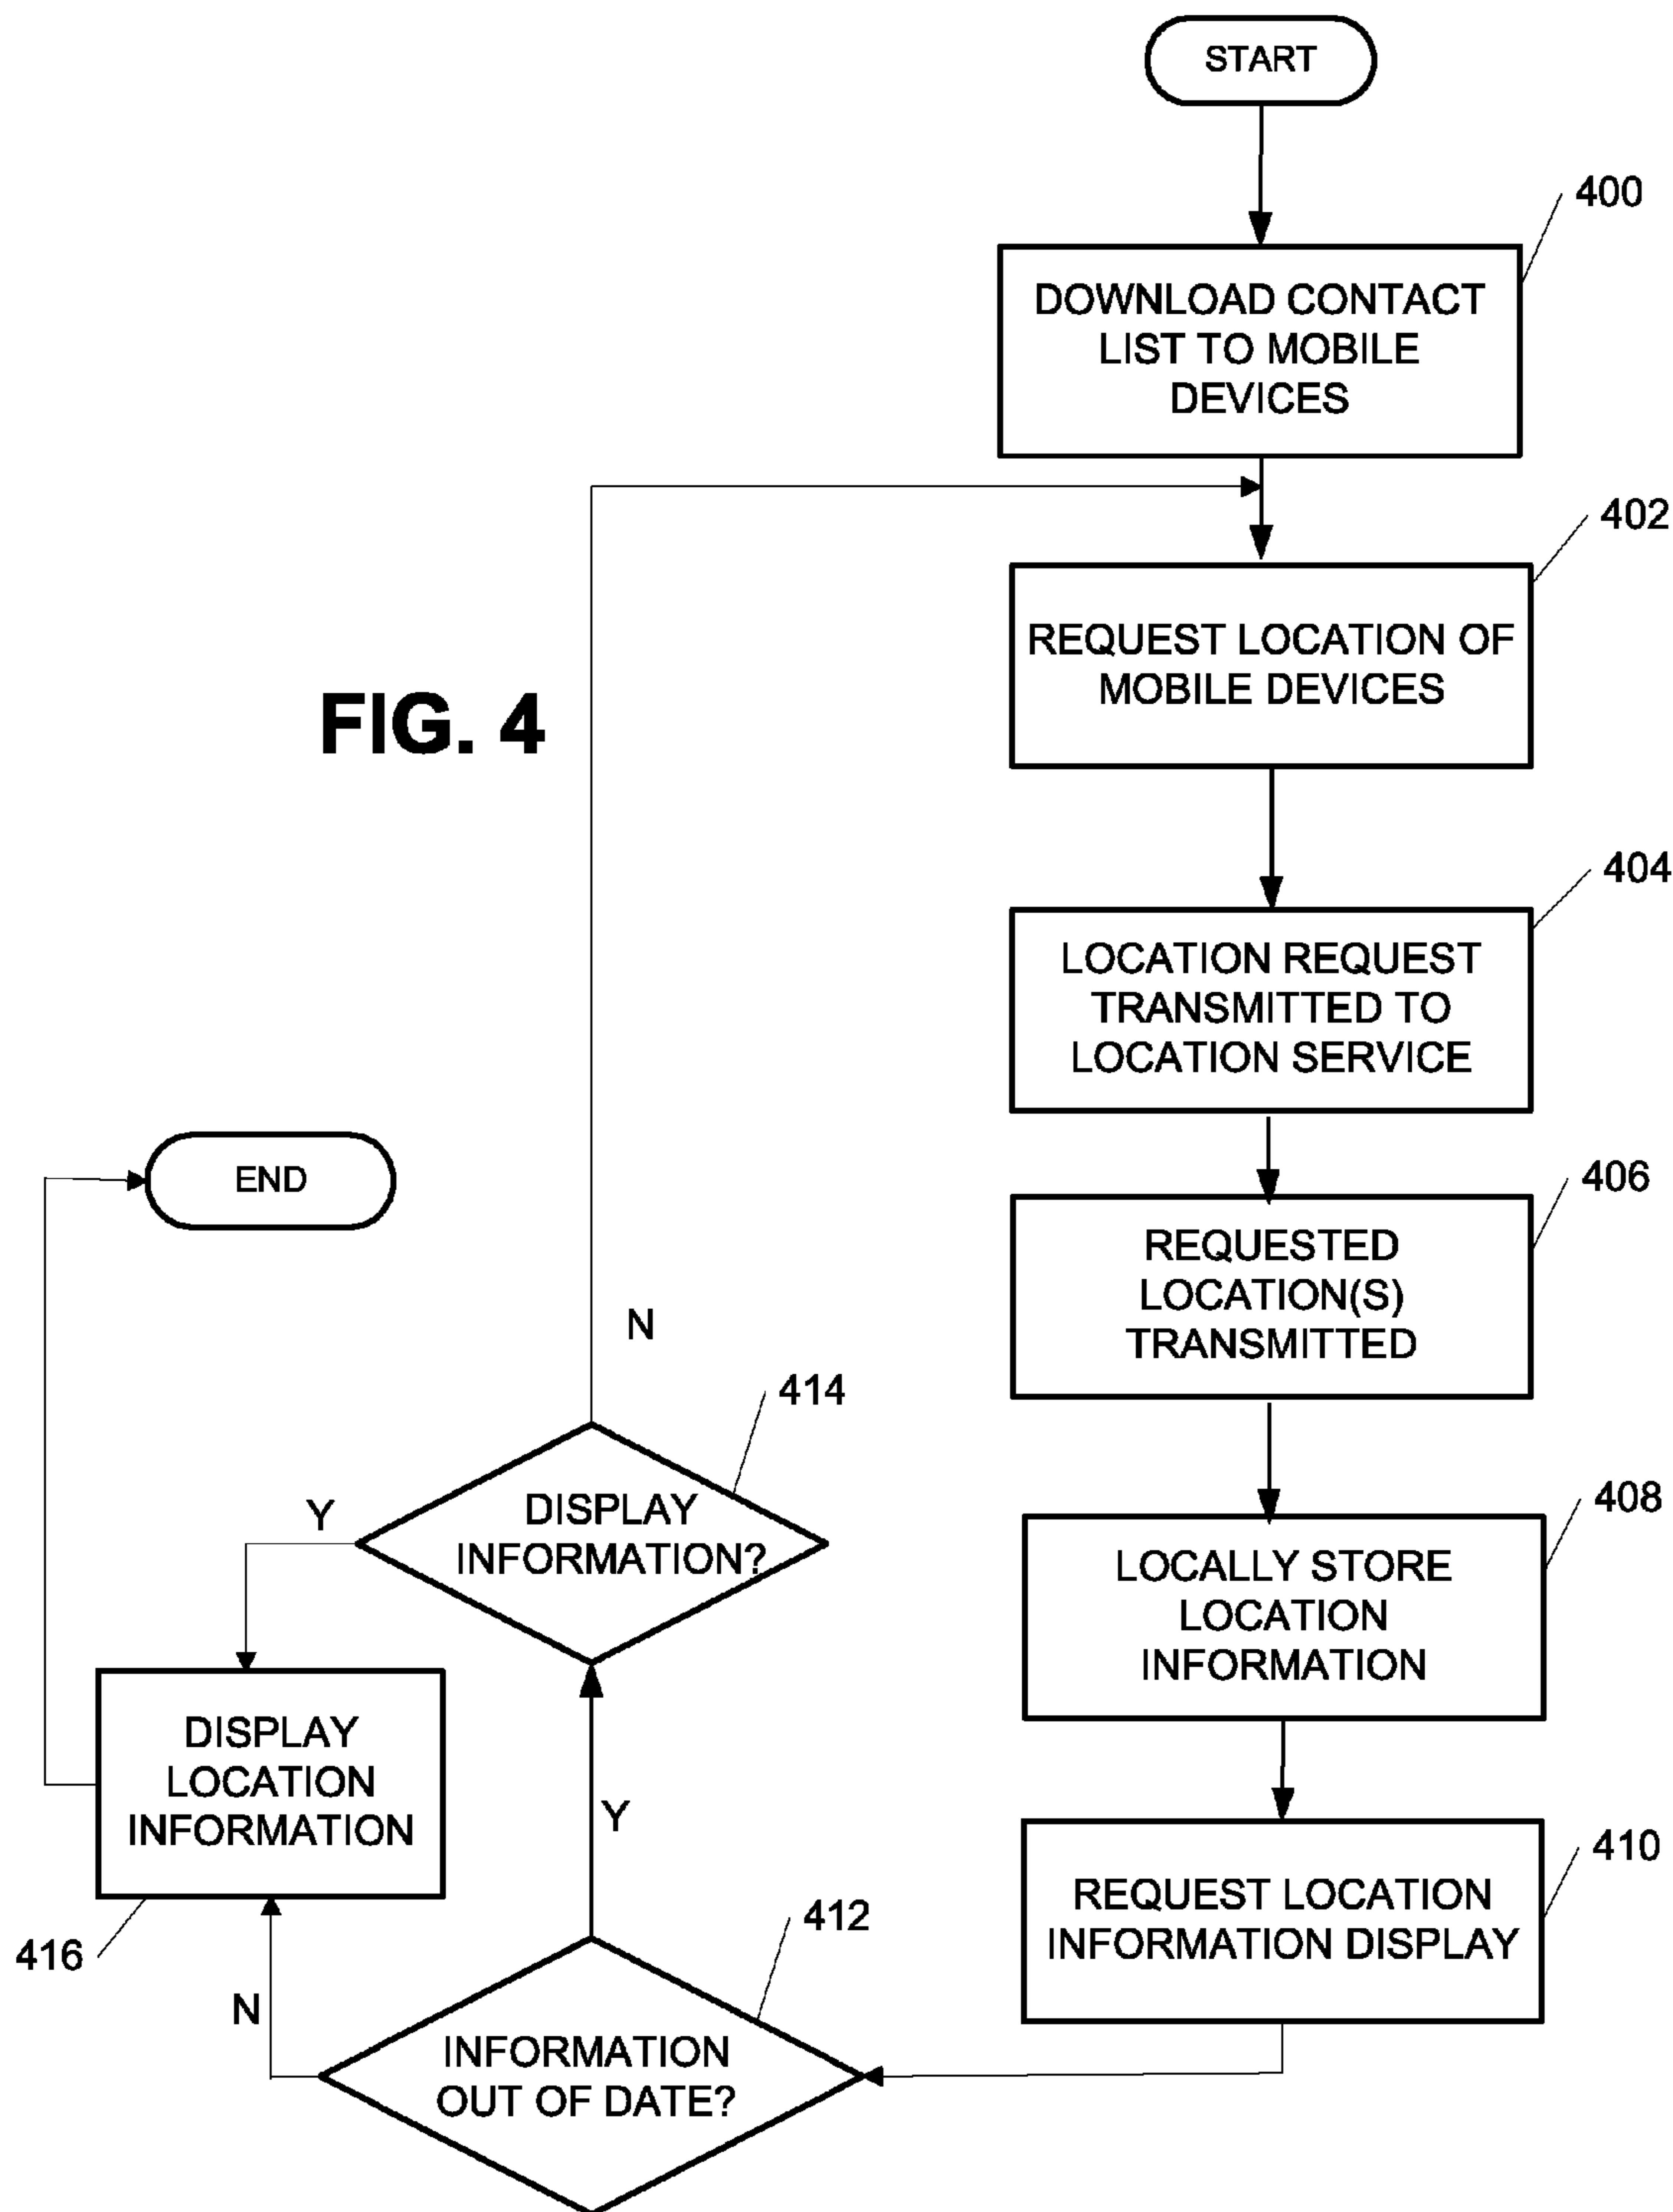 START
400
DOWNLOAD CONTACT
LIST TO MOBILE
DEVICES
402
REQUEST LOCATION OF
MOBILE DEVICES
FIG. 4
404
LOCATION REQUEST
TRANSMITTED TO
LOCATION SERVICE
END
406
REQUESTED
LOCATION(S)
TRANSMITTED
N
414
DISPLAY
INFORMATION?
Y
408
LOCALLY STORE
LOCATION
INFORMATION
DISPLAY
LOCATION
INFORMATION
Y
410
REQUEST LOCATION
INFORMATION DISPLAY
416
412
N
INFORMATION
OUT OF DATE?